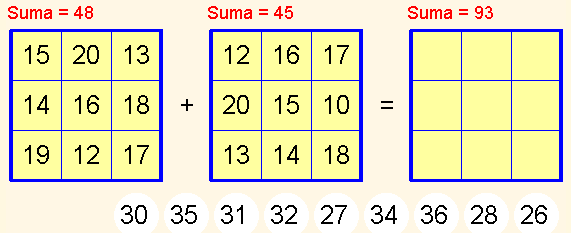 Suma = 48 Suma = 45 Suma = 93
15 20 13 12 16 17
14 16 18 + 20 15 10 =
19 12 17 13 14 18
30 35 31 32 27 34 36 28 26